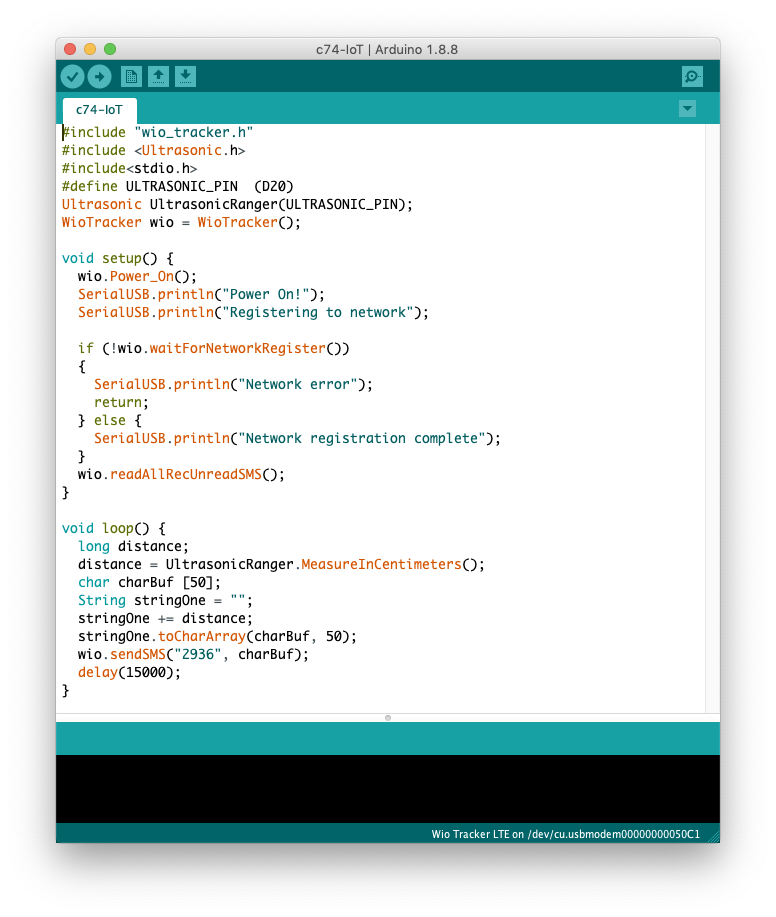 c74-IoT | Arduino 1.8.8
c74-IoT
#include "wio_tracker.h"
#include <Ultrasonic.h>
#include<stdio.h>
#define ULTRASONIC_PIN  (D20)
Ultrasonic UltrasonicRanger(ULTRASONIC_PIN);
WioTracker wio = WioTracker();
void setup() {
  wio.Power_On();
  SerialUSB.println("Power On!");
  SerialUSB.println("Registering to network");
  if (!wio.waitForNetworkRegister())
  {
    SerialUSB.println("Network error");
    return;
  } else {
    SerialUSB.println("Network registration complete");
  }
  wio.readAllRecUnreadSMS();
}
void loop() {
  long distance;
  distance = UltrasonicRanger.MeasureInCentimeters();
  char charBuf [50];
  String stringOne = "";
  stringOne += distance;
  stringOne.toCharArray(charBuf, 50);
  wio.sendSMS("2936", charBuf);
  delay(15000);
}
Wio Tracker LTE on /dev/cu.usbmodem00000000050C1